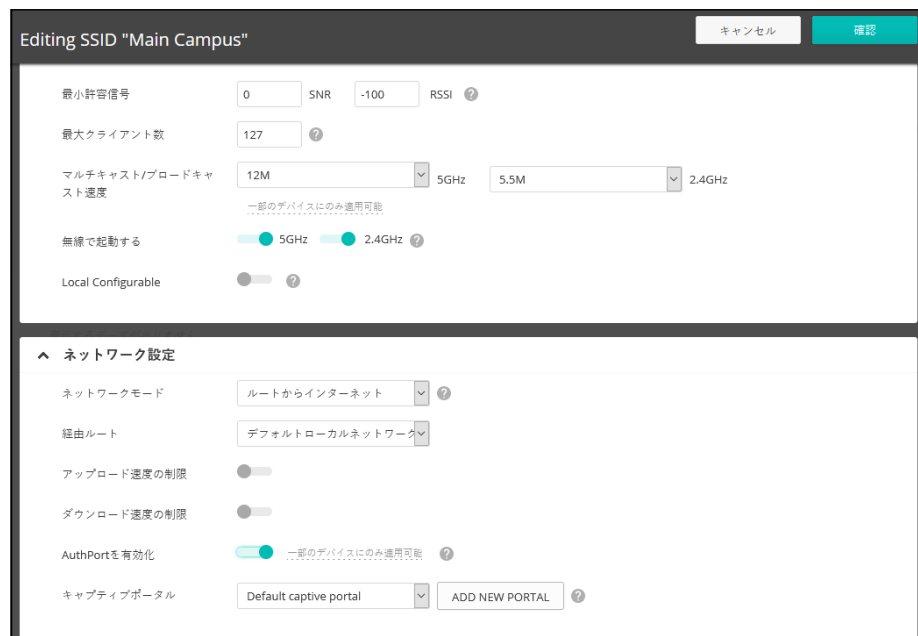 Editing SSID "Main Campus"
キャンセル
確認
最小許容信号
0 SNR -100 RSSI ?
最大クライアント数
127 ?
マルチキャスト/ブロードキャ
スト速度
12M 5GHz 5.5M 2.4GHz
一部のデバイスにのみ適用可能
無線で起動する
5GHz 2.4GHz ?
Local Configurable ?
ネットワーク設定
ネットワークモード
ルートからインターネット ?
経由ルート
デフォルトローカルネットワーク
アップロード速度の制限
ダウンロード速度の制限
AuthPortを有効化
一部のデバイスにのみ適用可能 ?
キャプティブポータル
Default captive portal ADD NEW PORTAL ?